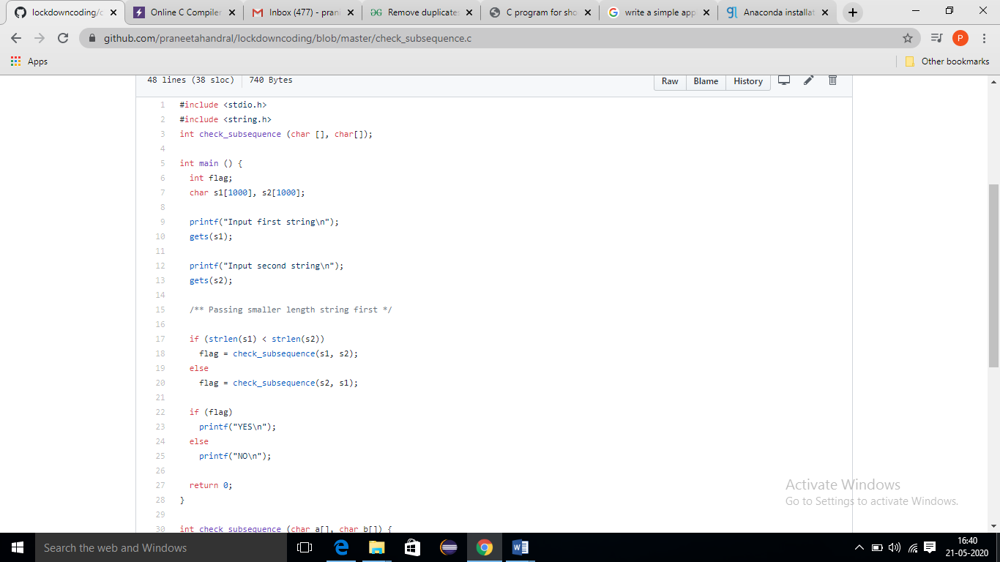 lockdowncoding/c
Online C Compiler
Inbox (477) - prani
Remove duplicate
C program for sho
write a simple app
Anaconda installat
github.com/praneetahandral/lockdowncoding/blob/master/check_subsequence.c
P
Apps
Other bookmarks
48 lines (38 sloc) 740 Bytes
Raw Blame History
1 #include <stdio.h>
2 #include <string.h>
3 int check_subsequence (char [], char[]);
4
5 int main () {
6 int flag;
7 char s1[1000], s2[1000];
8
9 printf("Input first string\n");
10 gets(s1);
11
12 printf("Input second string\n");
13 gets(s2);
14
15 /** Passing smaller length string first */
16
17 if (strlen(s1) < strlen(s2))
18 flag = check_subsequence(s1, s2);
19 else
20 flag = check_subsequence(s2, s1);
21
22 if (flag)
23 printf("YES\n");
24 else
25 printf("NO\n");
26
27 return 0;
28 }
29
30 int check_subsequence (char a[], char b[]) {
Activate Windows
Go to Settings to activate Windows.
Search the web and Windows
16:40
21-05-2020